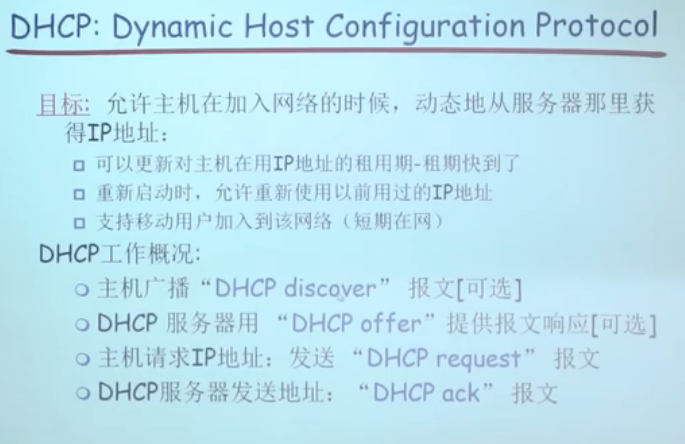 DHCP: Dynamic Host Configuration Protocol
目标: 允许主机在加入网络的时候，动态地从服务器那里获
得IP地址:
可以更新对主机在用IP地址的租用期-租期快到了
重新启动时，允许重新使用以前用过的IP地址
支持移动用户加入到该网络（短期在网）
DHCP工作概况:
主机广播“DHCP discover” 报文[可选]
DHCP 服务器用 “DHCP offer”提供报文响应[可选]
主机请求IP地址: 发送 “DHCP request” 报文
DHCP服务器发送地址: “DHCP ack” 报文